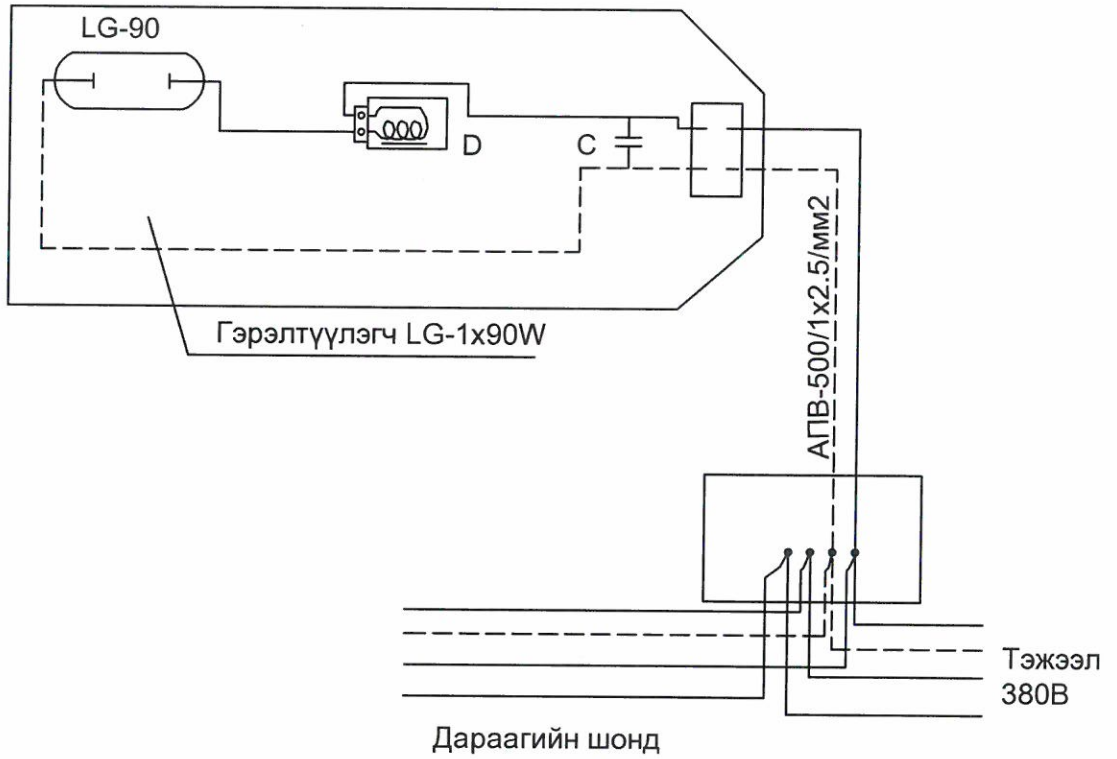 LG-90
D
C
Гэрэлтүүлэгч LG-1x90W
АПВ-500/1x2.5/мм2
Тэжээл
380В
Дараагийн шонд